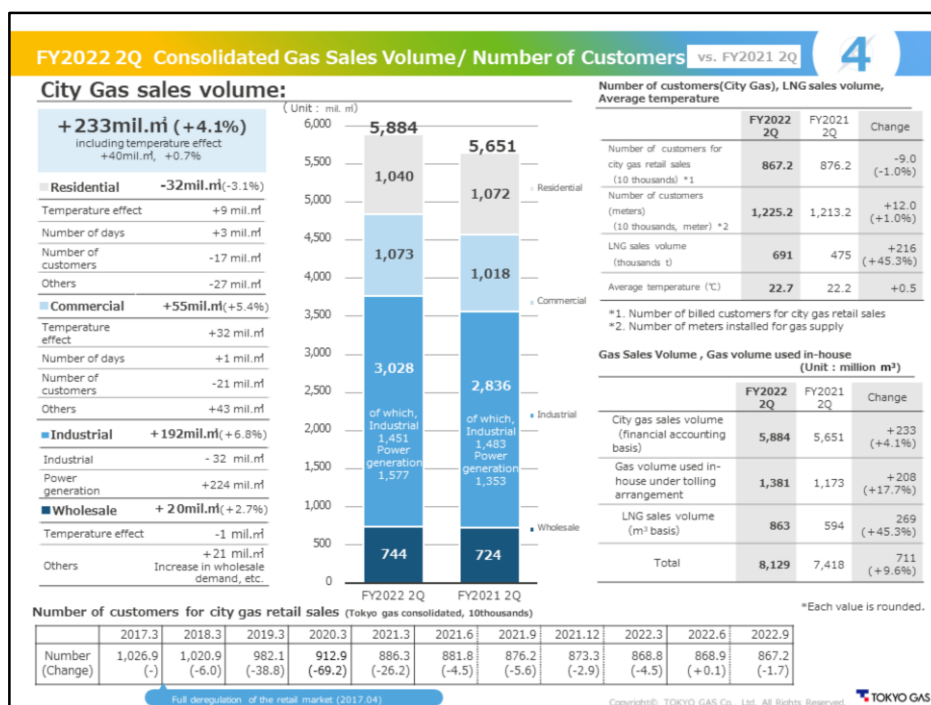 FY2022 2Q Consolidated Gas Sales Volume/ Number of Customers vs. FY2021 2Q 4
City Gas sales volume:
+233mil.㎥ (+4.1%)
including temperature effect
+40mil.㎥, +0.7%
Residential -32mil.㎥(-3.1%)
Temperature effect +9 mil.㎥
Number of days +3 mil.㎥
Number of customers -17 mil.㎥
Others -27 mil.㎥
Commercial +55mil.㎥(+5.4%)
Temperature effect +32 mil.㎥
Number of days +1 mil.㎥
Number of customers -21 mil.㎥
Others +43 mil.㎥
Industrial +192mil.㎥(+6.8%)
Industrial - 32 mil.㎥
Power generation +224 mil.㎥
Wholesale + 20mil.㎥(+2.7%)
Temperature effect -1 mil.㎥
Others +21 mil.㎥
Increase in wholesale
demand, etc.
(Unit : mil. ㎥)
6,000
5,500
5,000
4,500
4,000
3,500
3,000
2,500
2,000
1,500
1,000
500
0
5,884
1,040
1,073
3,028
of which,
Industrial
1,451
Power
generation
1,577
744
FY2022 2Q
5,651
1,072
1,018
2,836
of which,
Industrial
1,483
Power
generation
1,353
724
FY2021 2Q
Residential
Commercial
Industrial
Wholesale
Number of customers(City Gas), LNG sales volume,
Average temperature
FY2022 2Q FY2021 2Q Change
Number of customers for
city gas retail sales
(10 thousands) *1 867.2 876.2 -9.0 (-1.0%)
Number of customers
(meters)
(10 thousands, meter) *2 1,225.2 1,213.2 +12.0 (+1.0%)
LNG sales volume
(thousands t) 691 475 +216 (+45.3%)
Average temperature (℃) 22.7 22.2 +0.5
*1. Number of billed customers for city gas retail sales
*2. Number of meters installed for gas supply
Gas Sales Volume , Gas volume used in-house
(Unit : million m³)
FY2022 2Q FY2021 2Q Change
City gas sales volume
(financial accounting
basis) 5,884 5,651 +233 (+4.1%)
Gas volume used in-
house under tolling
arrangement 1,381 1,173 +208 (+17.7%)
LNG sales volume
(m³ basis) 863 594 269 (+45.3%)
Total 8,129 7,418 711 (+9.6%)
*Each value is rounded.
Number of customers for city gas retail sales (Tokyo gas consolidated, 10thousands)
2017.3 2018.3 2019.3 2020.3 2021.3 2021.6 2021.9 2021.12 2022.3 2022.6 2022.9
Number 1,026.9 1,020.9 982.1 912.9 886.3 881.8 876.2 873.3 868.8 868.9 867.2
(Change) (-) (-6.0) (-38.8) (-69.2) (-26.2) (-4.5) (-5.6) (-2.9) (-4.5) (+0.1) (-1.7)
Full deregulation of the retail market (2017.04)
Copyright© TOKYO GAS Co., Ltd. All Rights Reserved. TOKYO GAS